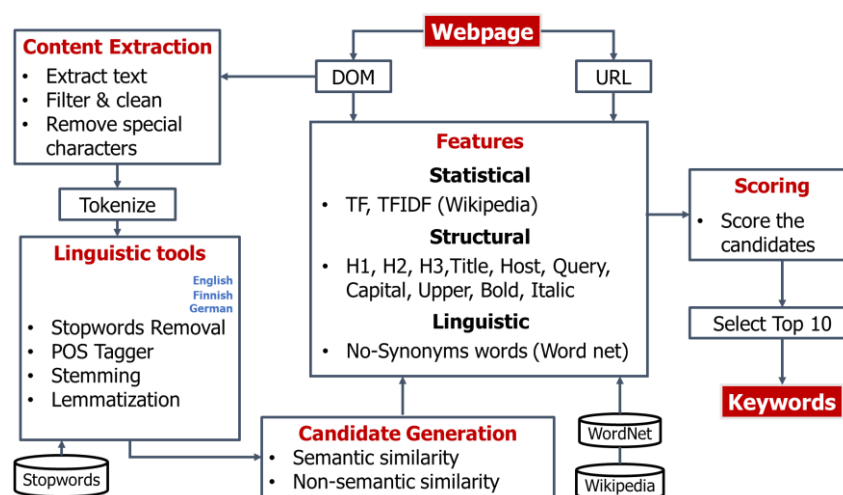 Webpage
DOM
URL
Content Extraction
• Extract text
• Filter & clean
• Remove special
characters
Tokenize
Linguistic tools
English
Finnish
German
• Stopwords Removal
• POS Tagger
• Stemming
• Lemmatization
Stopwords
Candidate Generation
• Semantic similarity
• Non-semantic similarity
Features
Statistical
• TF, TFIDF (Wikipedia)
Structural
• H1, H2, H3,Title, Host, Query,
Capital, Upper, Bold, Italic
Linguistic
• No-Synonyms words (Word net)
WordNet
Wikipedia
Scoring
• Score the
candidates
Select Top 10
Keywords